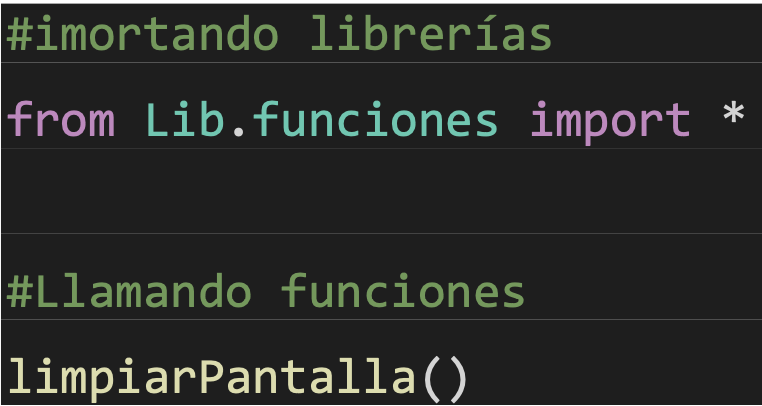 #imortando librerías
from Lib.funciones import *
#Llamando funciones
limpiarPantalla()